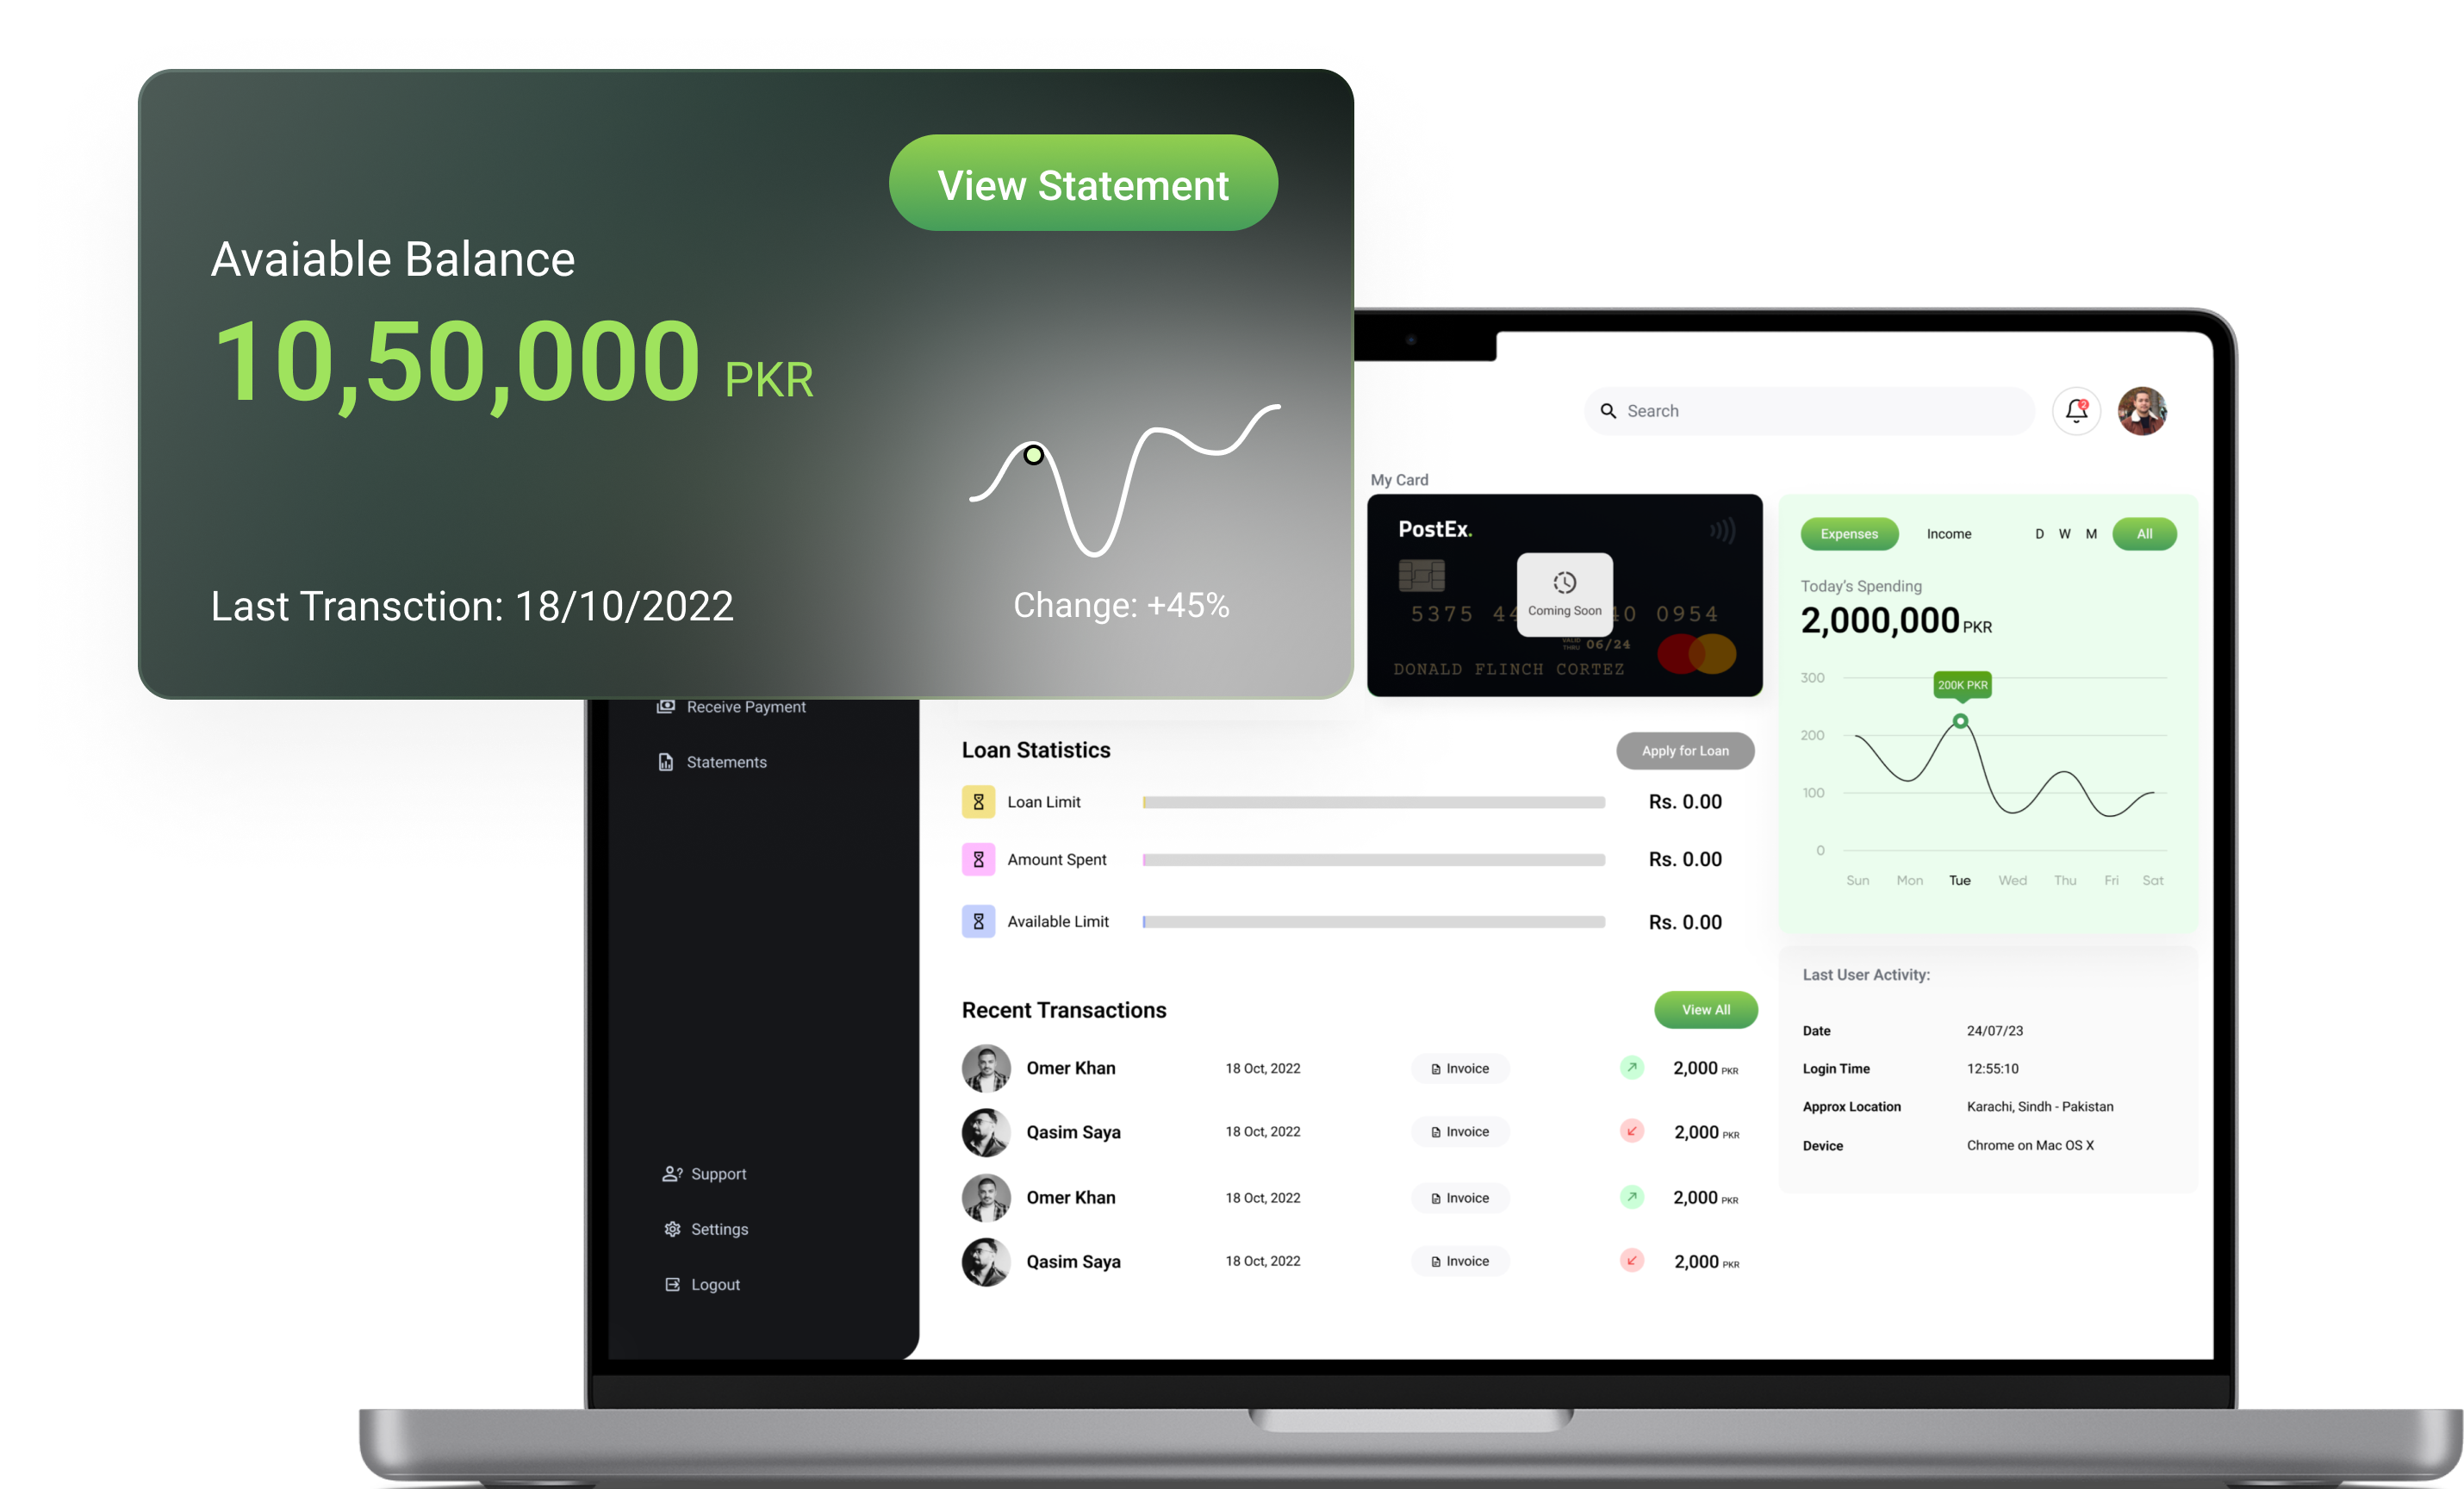 View Statement
Avaiable Balance
10,50,000 PKR
Last Transction: 18/10/2022
Change: +45%
Search
2
My Card
PostEx.
Coming Soon
5375 44 40 0954
VALID THRU 06/24
DONALD FLINCH CORTEZ
Expenses Income D W M All
Today's Spending
2,000,000 PKR
300
200K PKR
200
100
0
Sun Mon Tue Wed Thu Fri Sat
Receive Payment
Statements
Support
Settings
Logout
Loan Statistics Apply for Loan
Loan Limit Rs. 0.00
Amount Spent Rs. 0.00
Available Limit Rs. 0.00
Recent Transactions View All
Omer Khan 18 Oct, 2022 Invoice 2,000 PKR
Qasim Saya 18 Oct, 2022 Invoice 2,000 PKR
Omer Khan 18 Oct, 2022 Invoice 2,000 PKR
Qasim Saya 18 Oct, 2022 Invoice 2,000 PKR
Last User Activity:
Date 24/07/23
Login Time 12:55:10
Approx Location Karachi, Sindh - Pakistan
Device Chrome on Mac OS X